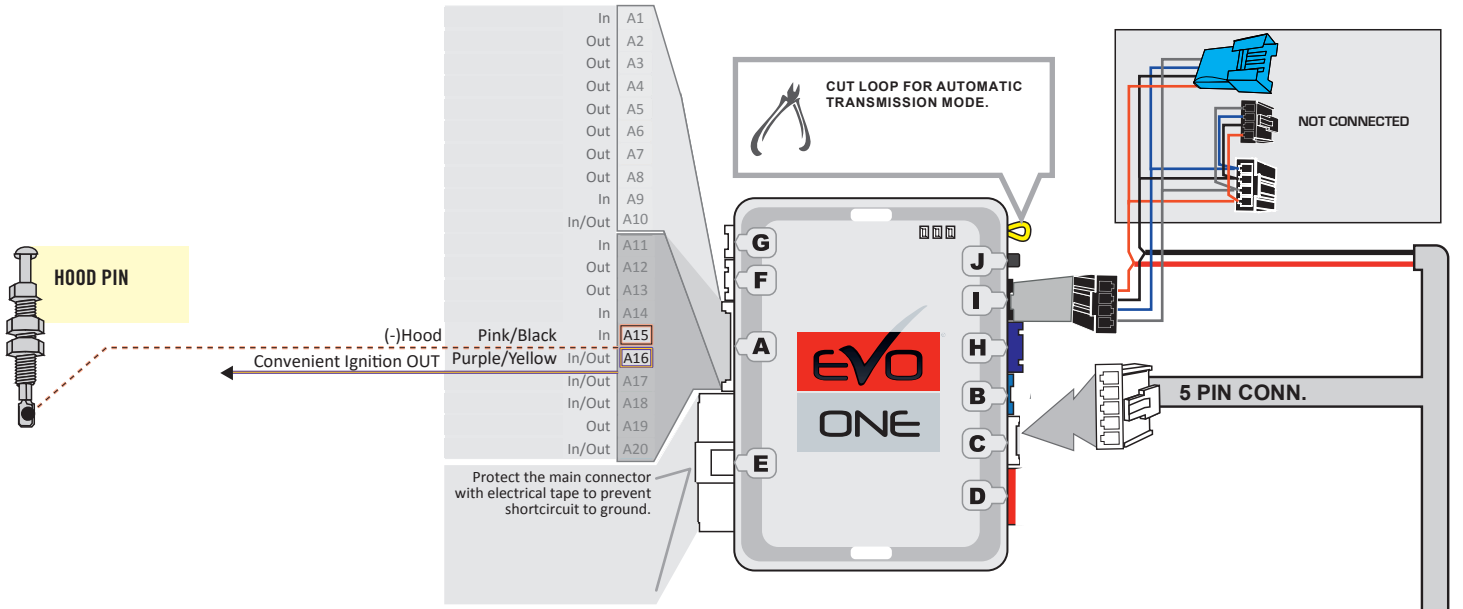 In A1
Out A2
Out A3
Out A4
Out A5
Out A6
Out A7
Out A8
In A9
In/Out A10
In A11
Out A12
Out A13
In A14
(-)Hood Pink/Black In A15
Convenient Ignition OUT Purple/Yellow In/Out A16
In/Out A17
In/Out A18
Out A19
In/Out A20
HOOD PIN
Protect the main connector
with electrical tape to prevent
shortcircuit to ground.
CUT LOOP FOR AUTOMATIC
TRANSMISSION MODE.
G
F
A
E
EVO
ONE
J
I
H
B
C
D
NOT CONNECTED
5 PIN CONN.